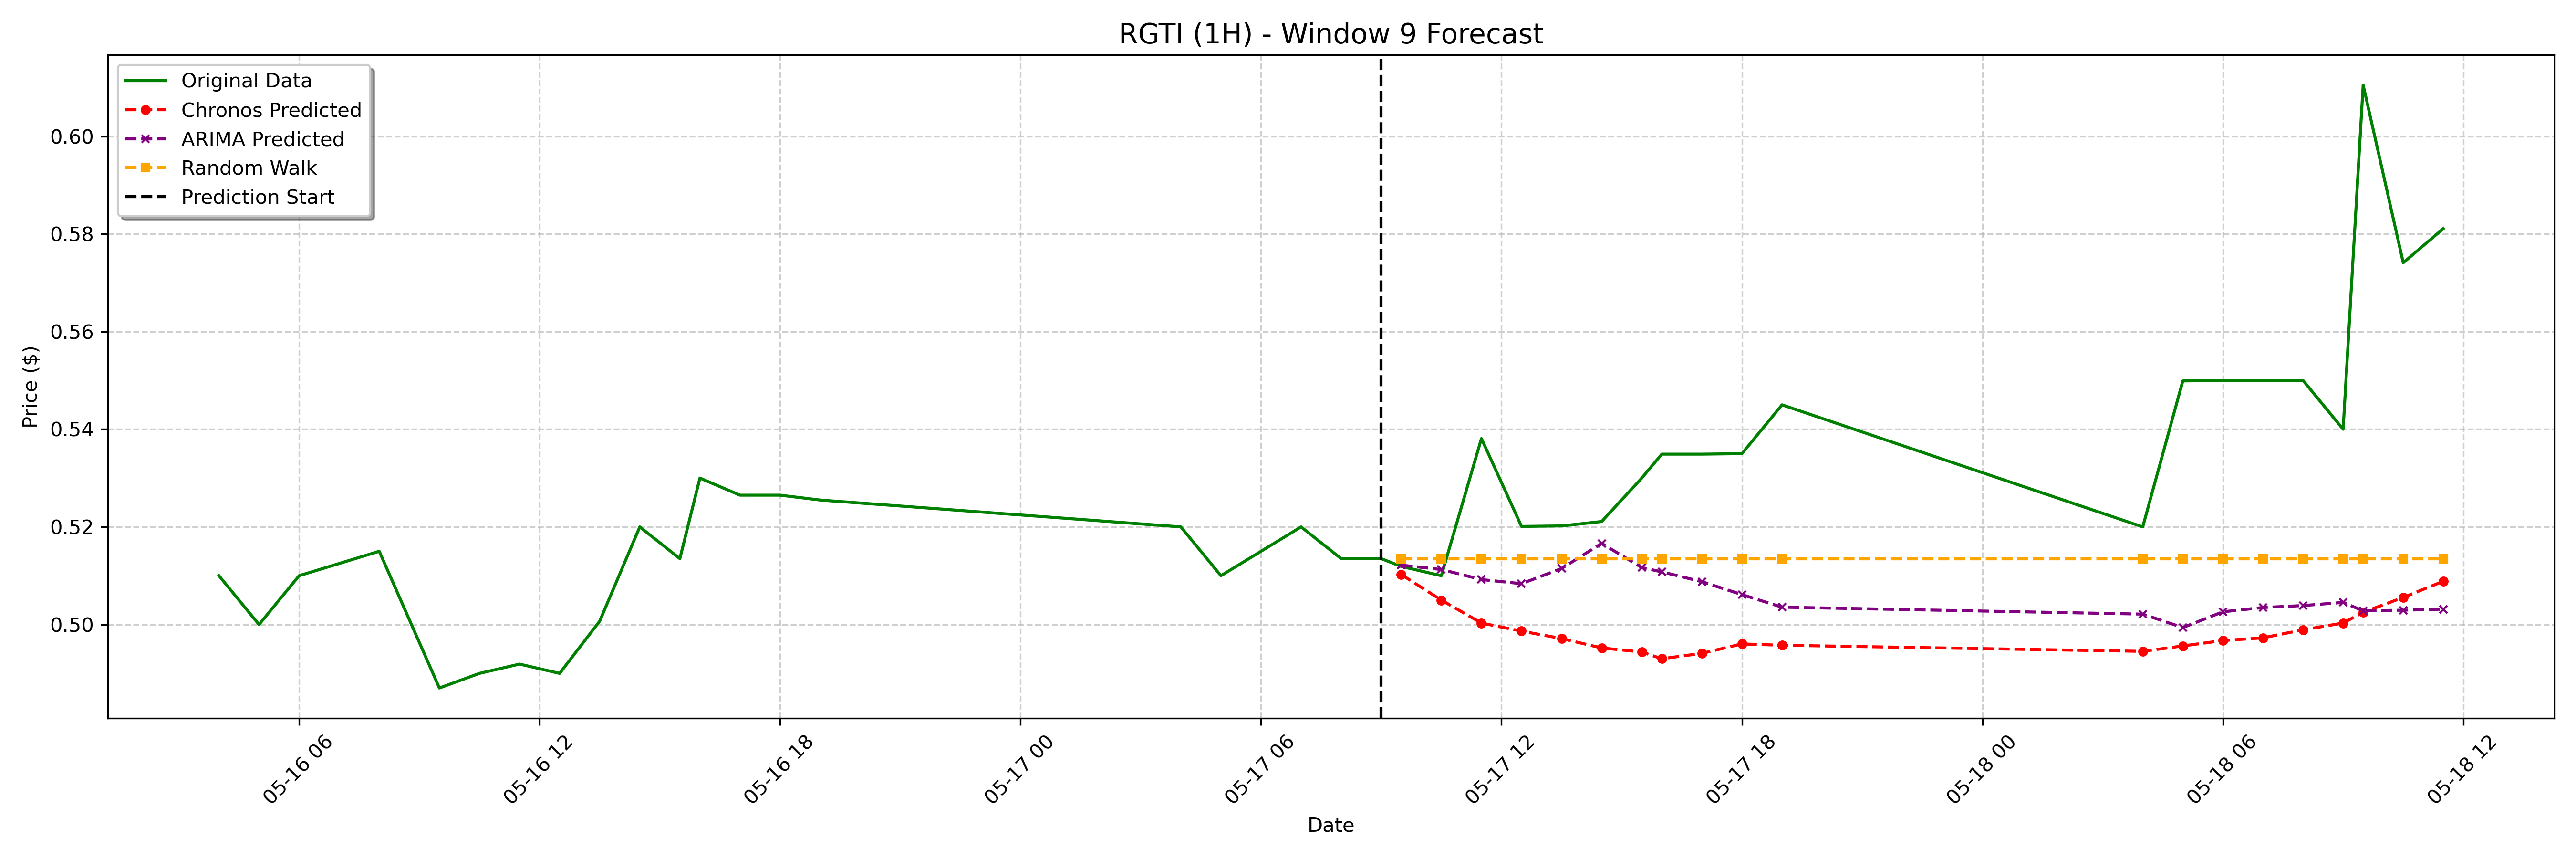 RGTI (1H) - Window 9 Forecast
Original Data
Chronos Predicted
ARIMA Predicted
Random Walk
Prediction Start
Price ($)
0.60
0.58
0.56
0.54
0.52
0.50
05-16 06
05-16 12
05-16 18
05-17 00
05-17 06
05-17 12
05-17 18
05-18 00
05-18 06
05-18 12
Date